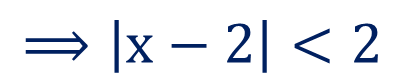 ⟹ |x − 2| < 2